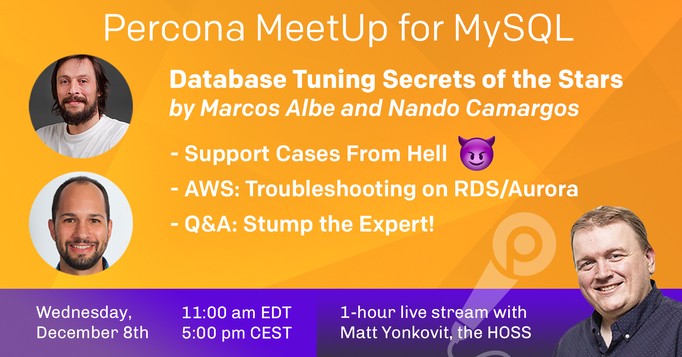 Percona MeetUp for MySQL
Database Tuning Secrets of the Stars
by Marcos Albe and Nando Camargos
- Support Cases From Hell 😈
- AWS: Troubleshooting on RDS/Aurora
- Q&A: Stump the Expert!
Wednesday,
December 8th
11:00 am EDT
5:00 pm CEST
1-hour live stream with
Matt Yonkovit, the HOSS